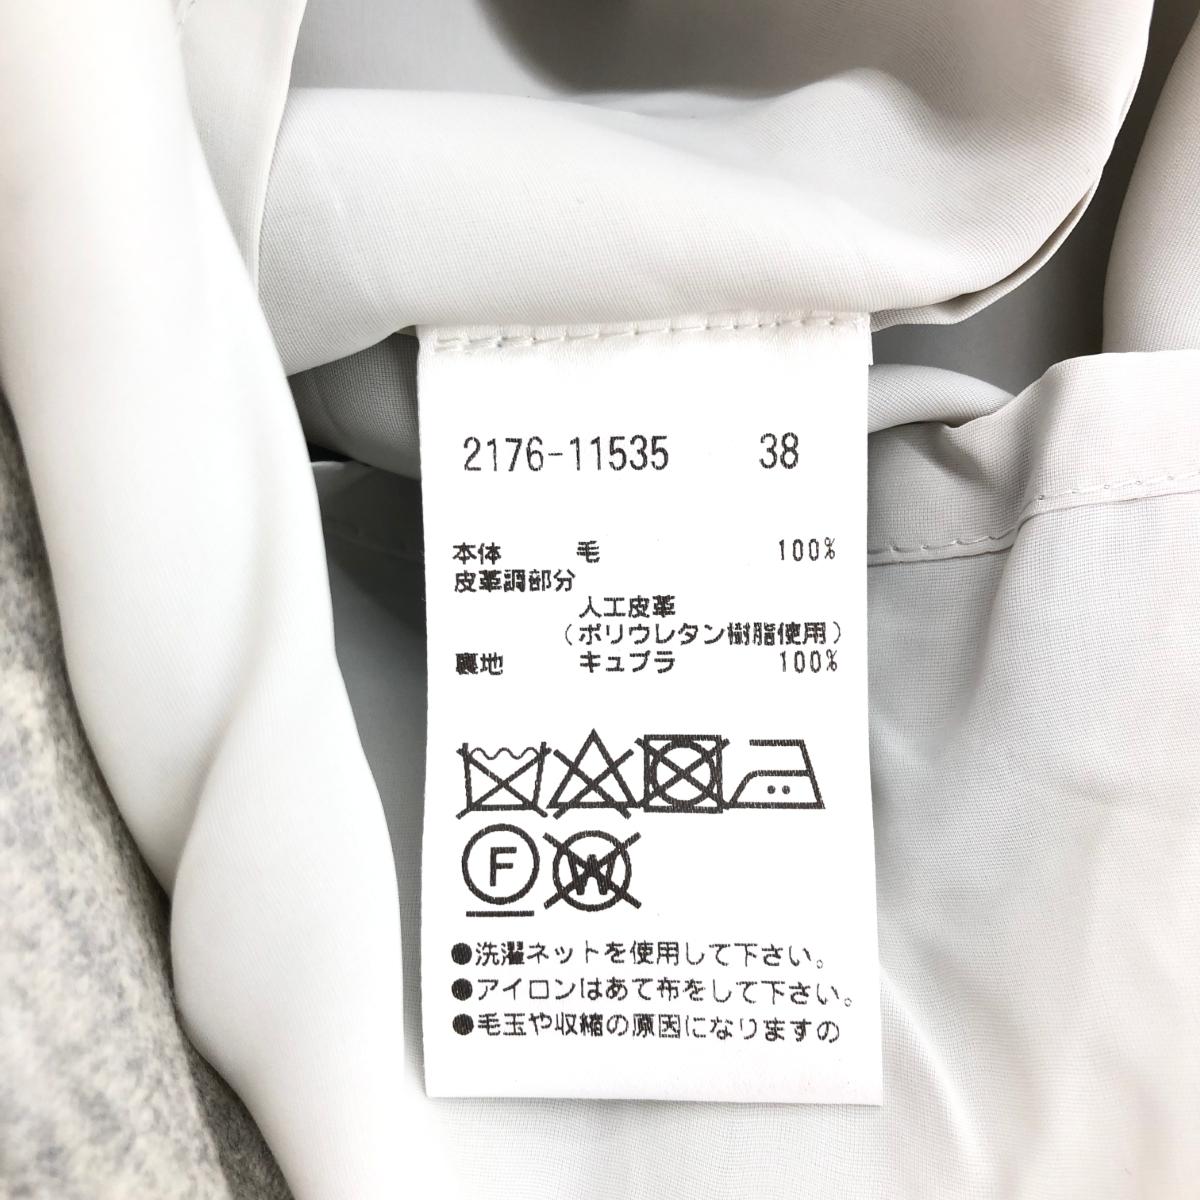 2176-11535 38
本体 毛 100%
皮革調部分
人工皮革
(ポリウレタン樹脂使用)
裏地 キュプラ 100%
F W
●洗濯ネットを使用して下さい。
●アイロンはあて布をして下さい。
●毛玉や収縮の原因になりますの